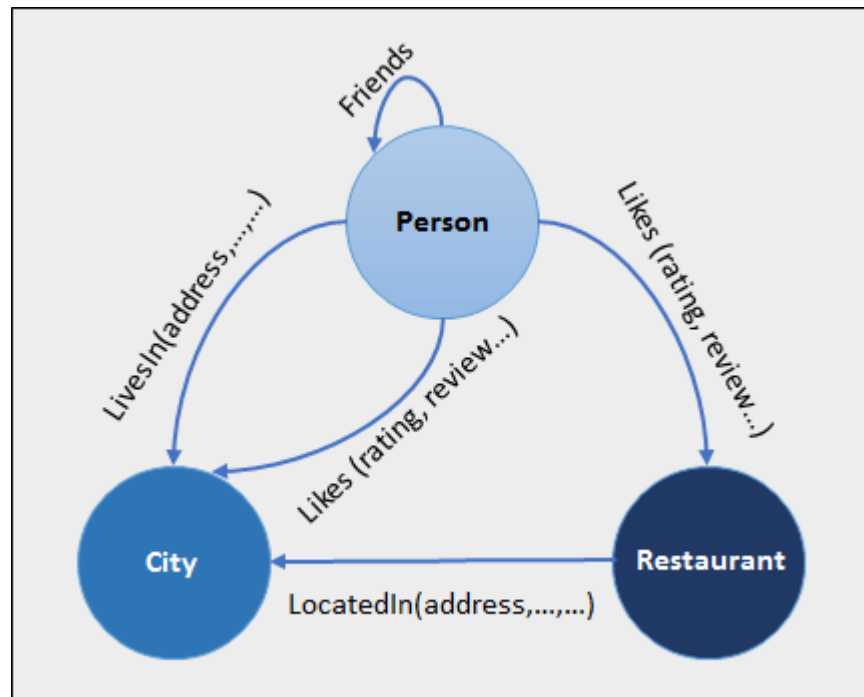 Friends
Person
LivesIn(address,...,...)
Likes (rating, review...)
Likes (rating, review...)
City
Restaurant
LocatedIn(address,...,...)